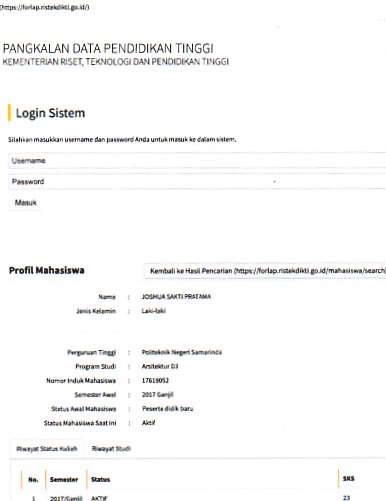 (https://forlap.ristekdikti.go.id/)
PANGKALAN DATA PENDIDIKAN TINGGI
KEMENTERIAN RISET, TEKNOLOGI DAN PENDIDIKAN TINGGI
Login Sistem
Silahkan masukkan username dan password Anda untuk masuk ke dalam sistem.
Username
Password
Masuk
Profil Mahasiswa
Kembali ke Hasil Pencarian (https://forlap.ristekdikti.go.id/mahasiswa/search)
Nama : JOSHUA SAKTI PRATAMA
Jenis Kelamin : Laki-laki
Perguruan Tinggi : Politeknik Negeri Samarinda
Program Studi : Arsitektur D3
Nomor Induk Mahasiswa : 17619052
Semester Awal : 2017 Ganjil
Status Awal Mahasiswa : Peserta didik baru
Status Mahasiswa Saat Ini : Aktif
Riwayat Status Kuliah Riwayat Studi
No. Semester Status SKS
1 2017/Ganjil AKTIF 23